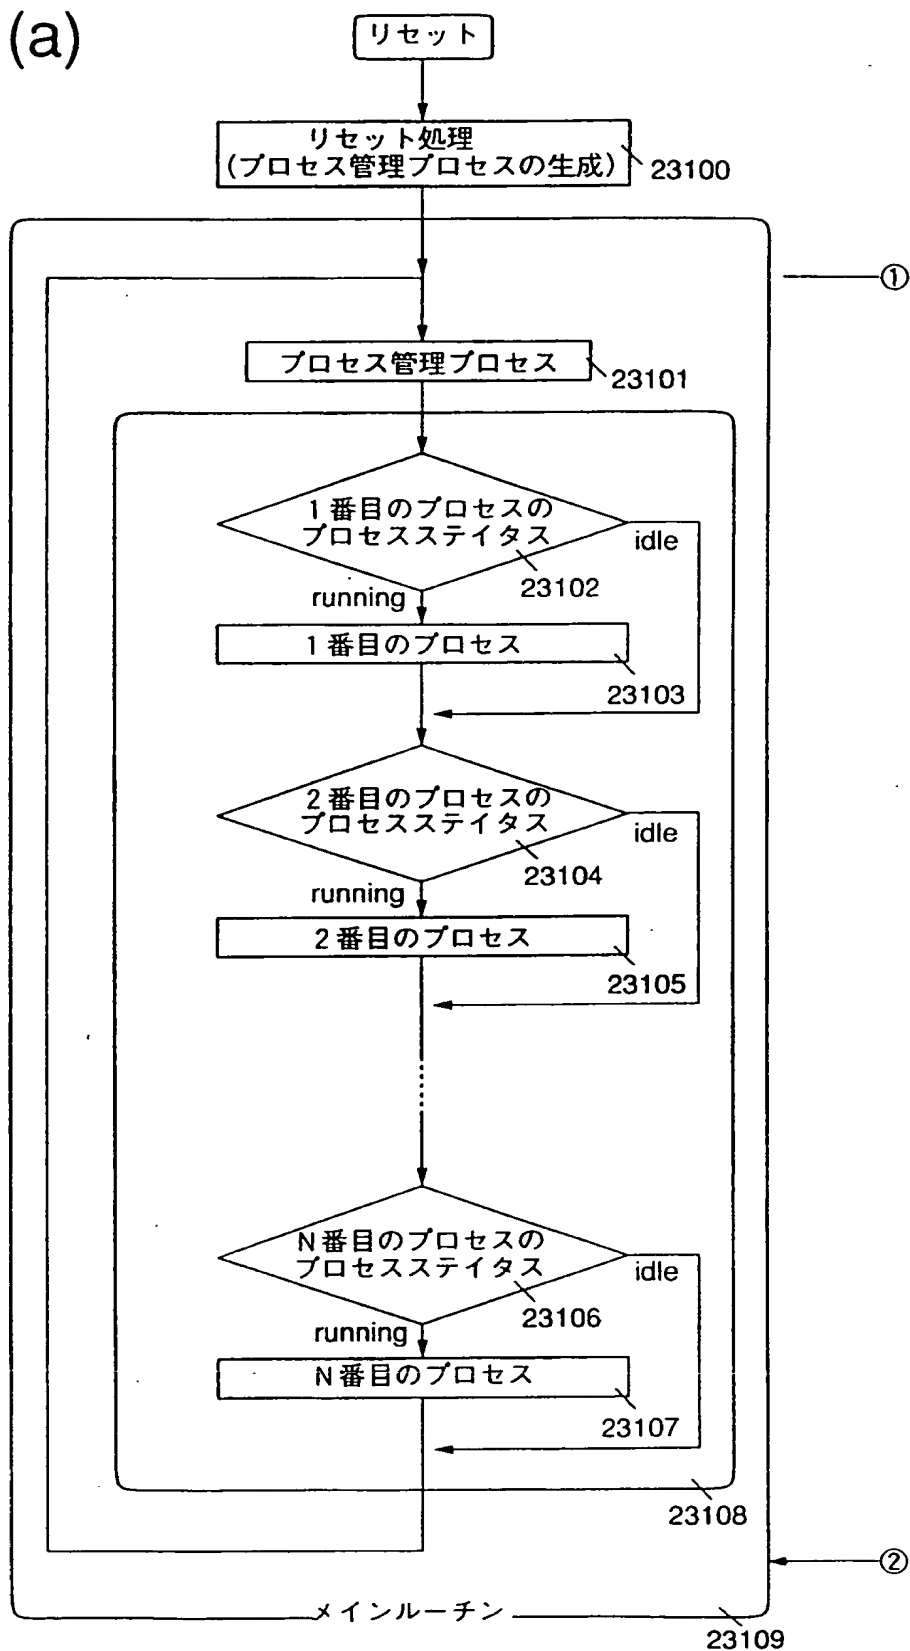 (a)
リセット
リセット処理
(プロセス管理プロセスの生成)
23100
①
プロセス管理プロセス
23101
1番目のプロセスの
プロセスステイタス
idle
23102
running
1番目のプロセス
23103
2番目のプロセスの
プロセスステイタス
idle
23104
running
2番目のプロセス
23105
N番目のプロセスの
プロセスステイタス
idle
23106
running
N番目のプロセス
23107
23108
②
メインルーチン
23109